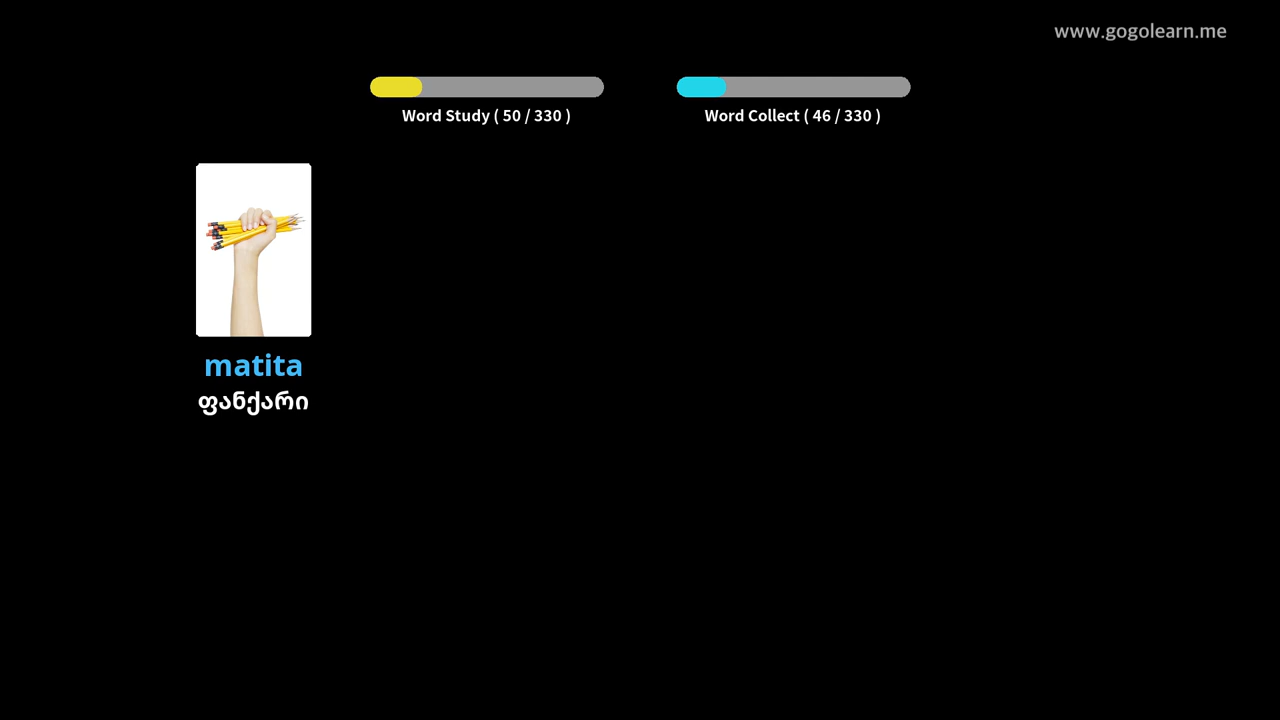 www.gogolearn.me
Word Study ( 50 / 330 )
Word Collect ( 46 / 330 )
matita
ფანქარი